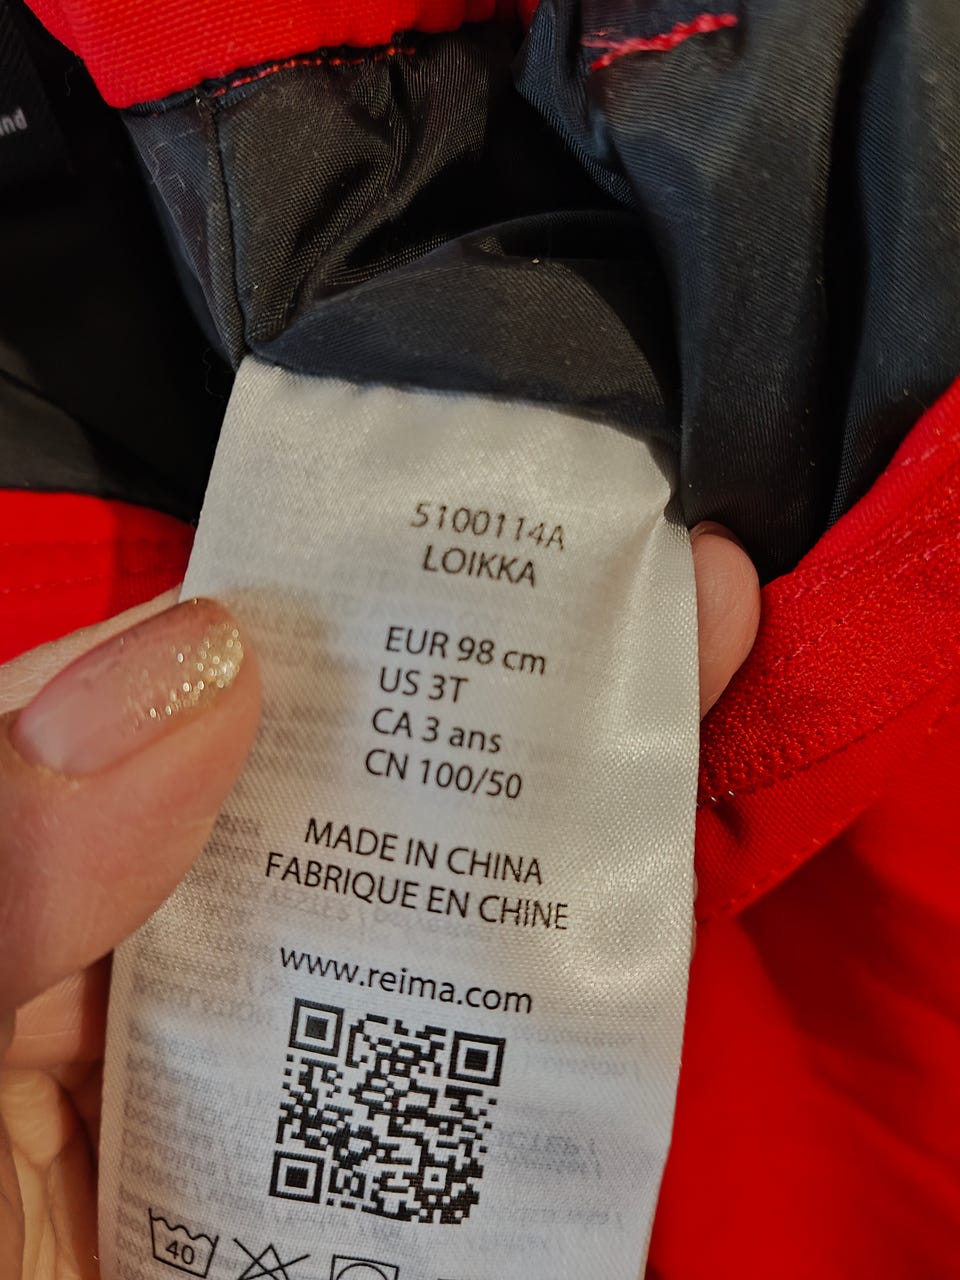 5100114A
LOIKKA
EUR 98 cm
US 3T
CA 3 ans
CN 100/50
MADE IN CHINA
FABRIQUE EN CHINE
www.reima.com
40